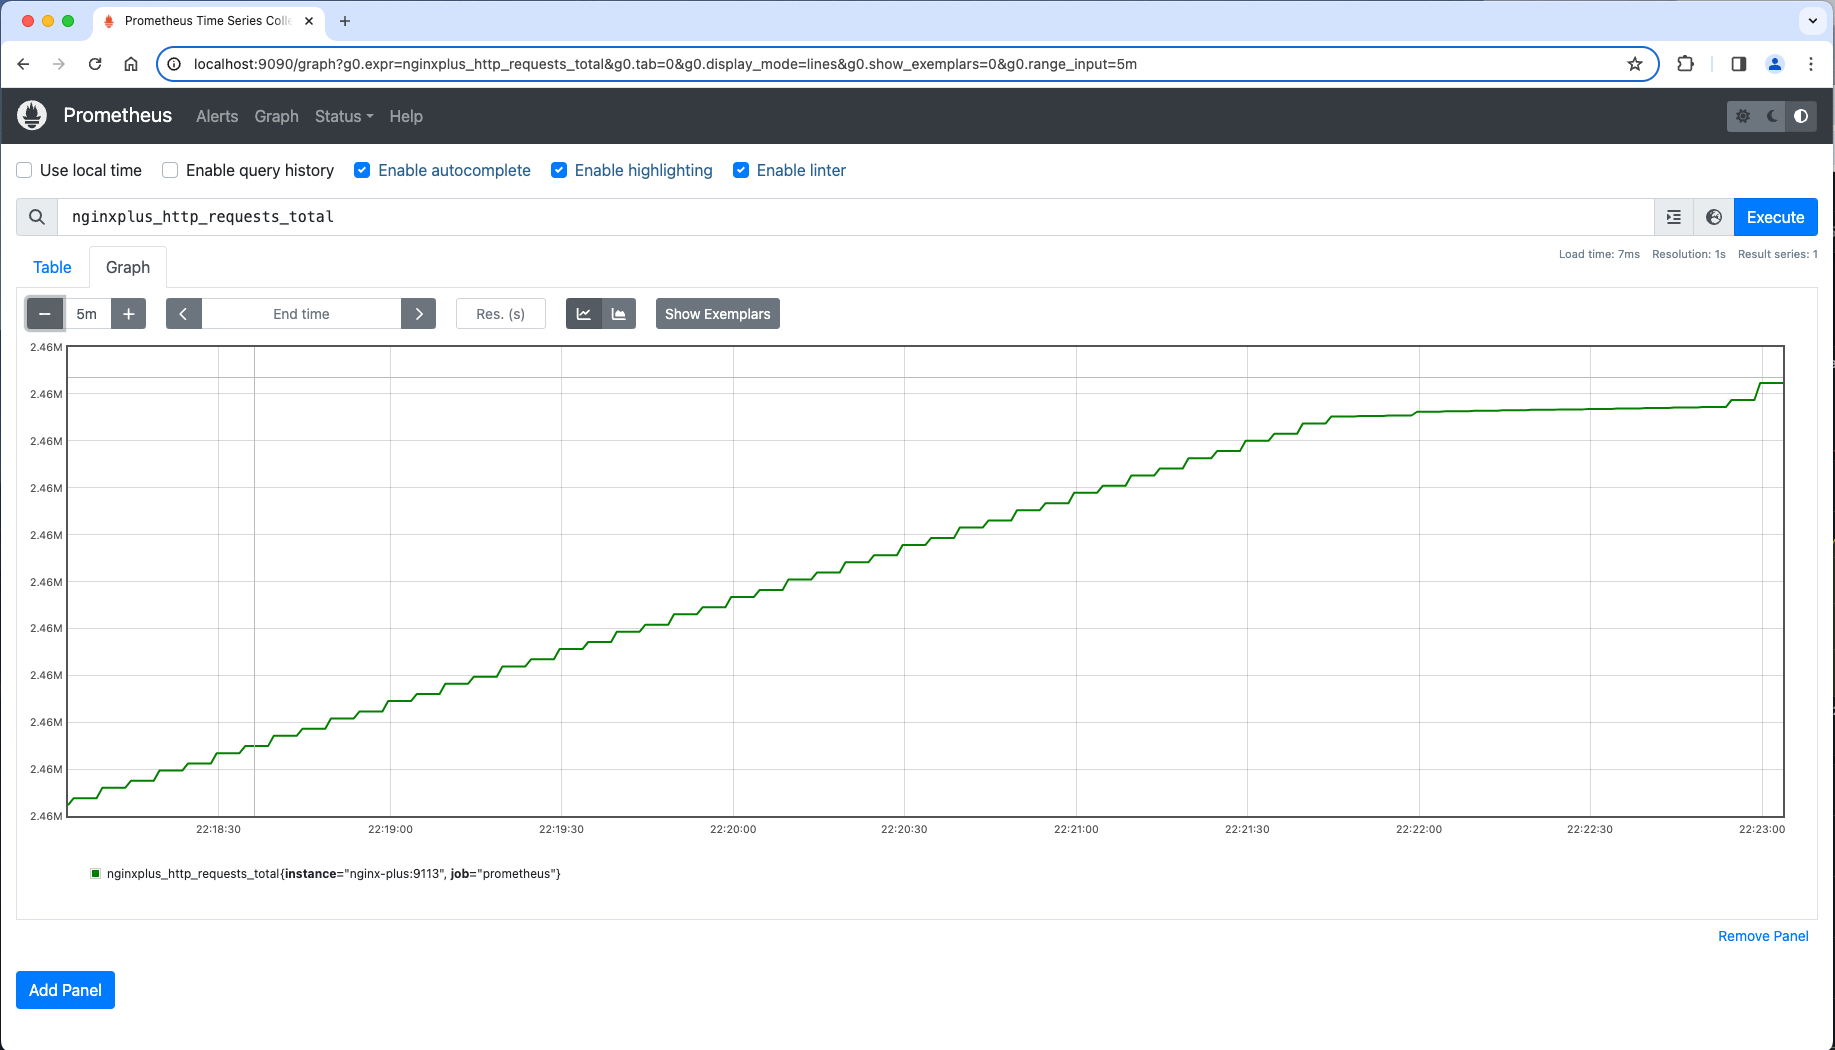 Prometheus Time Series Colle
localhost:9090/graph?g0.expr=nginxplus_http_requests_total&g0.tab=0&g0.display_mode=lines&g0.show_exemplars=0&g0.range_input=5m
Prometheus Alerts Graph Status Help
Use local time Enable query history Enable autocomplete Enable highlighting Enable linter
nginxplus_http_requests_total Execute
Load time: 7ms Resolution: 1s Result series: 1
Table Graph
5m End time Res. (s) Show Exemplars
2.46M
2.46M
2.46M
2.46M
2.46M
2.46M
2.46M
2.46M
2.46M
2.46M
2.46M
22:18:30 22:19:00 22:19:30 22:20:00 22:20:30 22:21:00 22:21:30 22:22:00 22:22:30 22:23:00
nginxplus_http_requests_total{instance="nginx-plus:9113", job="prometheus"}
Remove Panel
Add Panel